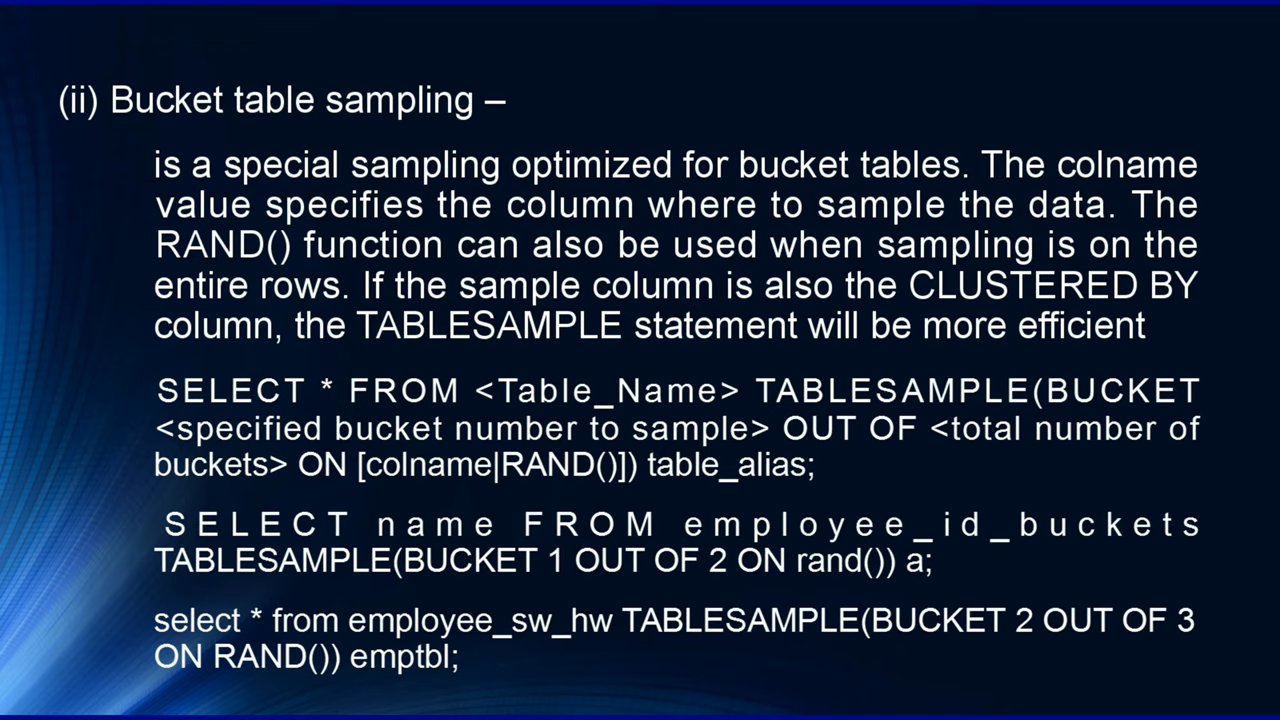 (ii) Bucket table sampling –
is a special sampling optimized for bucket tables. The colname
value specifies the column where to sample the data. The
RAND() function can also be used when sampling is on the
entire rows. If the sample column is also the CLUSTERED BY
column, the TABLESAMPLE statement will be more efficient
SELECT * FROM <Table_Name> TABLESAMPLE(BUCKET
<specified bucket number to sample> OUT OF <total number of
buckets> ON [colname|RAND()]) table_alias;
SELECT name FROM employee_id_buckets
TABLESAMPLE(BUCKET 1 OUT OF 2 ON rand()) a;
select * from employee_sw_hw TABLESAMPLE(BUCKET 2 OUT OF 3
ON RAND()) emptbl;